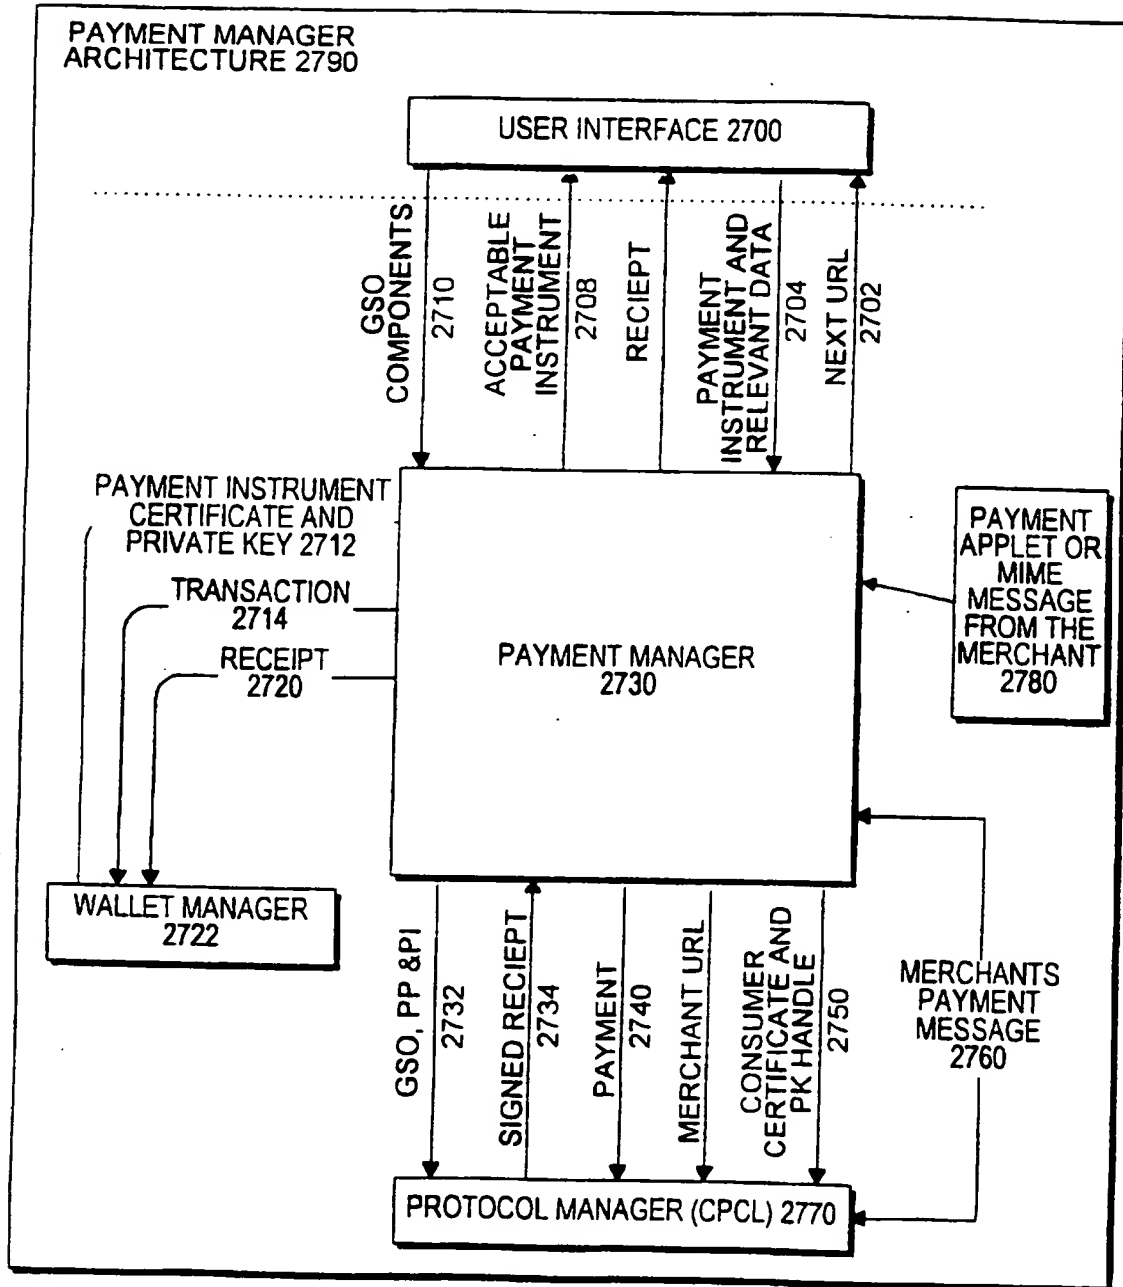 PAYMENT MANAGER
ARCHITECTURE 2790
USER INTERFACE 2700
GSO
COMPONENTS
2710
ACCEPTABLE
PAYMENT
INSTRUMENT
2708
RECIEPT
PAYMENT
INSTRUMENT AND
RELEVANT DATA
2704
NEXT URL
2702
PAYMENT INSTRUMENT
CERTIFICATE AND
PRIVATE KEY 2712
TRANSACTION
2714
RECEIPT
2720
PAYMENT MANAGER
2730
PAYMENT
APPLET OR
MIME
MESSAGE
FROM THE
MERCHANT
2780
WALLET MANAGER
2722
GSO, PP &PI
2732
SIGNED RECIEPT
2734
PAYMENT
2740
MERCHANT URL
CONSUMER
CERTIFICATE AND
PK HANDLE
2750
MERCHANTS
PAYMENT
MESSAGE
2760
PROTOCOL MANAGER (CPCL) 2770